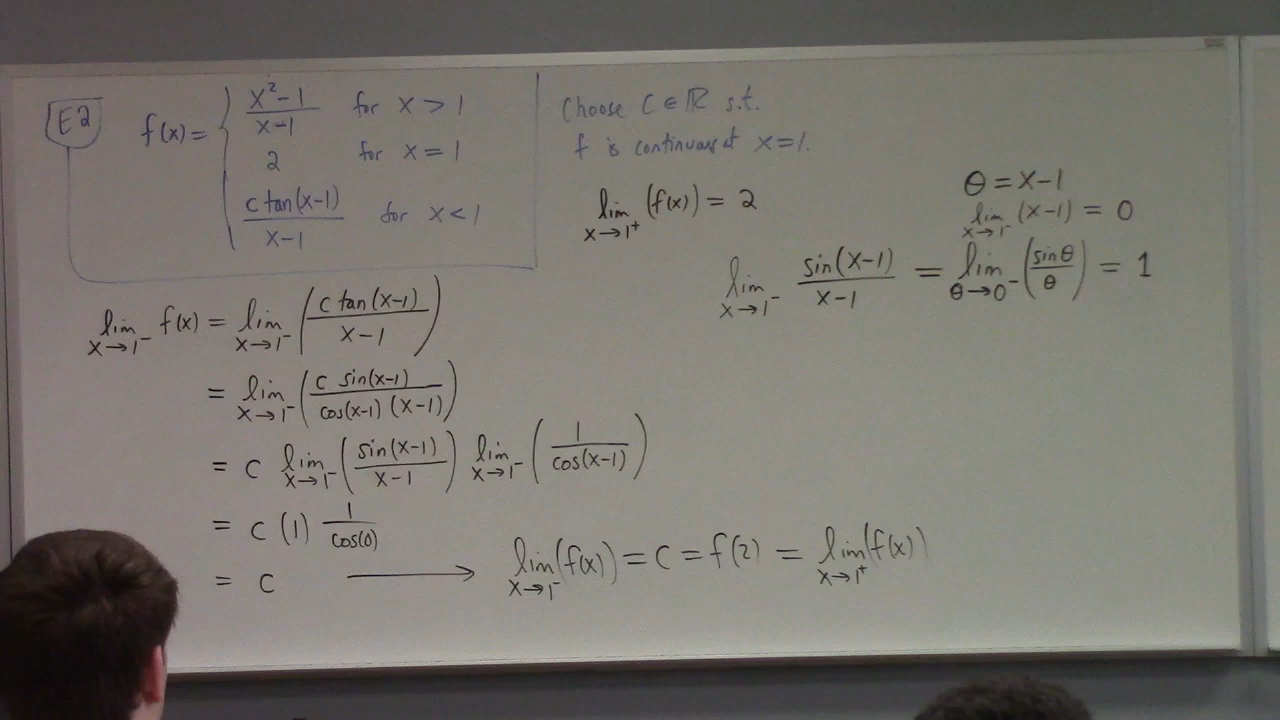 E2
f(x) = { (x² - 1)/(x - 1) for x > 1
2 for x = 1
c tan(x-1)/(x-1) for x < 1
Choose C ∈ ℝ s.t.
f is continuous at x = 1.
lim x→1⁺ (f(x)) = 2
θ = x-1
lim x→1⁻ (x-1) = 0
lim x→1⁻ sin(x-1)/(x-1) = lim θ→0⁻ (sinθ/θ) = 1
lim x→1⁻ f(x) = lim x→1⁻ (c tan(x-1)/(x-1))
= lim x→1⁻ (c sin(x-1)/(cos(x-1) (x-1)))
= c lim x→1⁻ (sin(x-1)/(x-1)) lim x→1⁻ (1/cos(x-1))
= c (1) 1/cos(0)
= c ⟶ lim x→1⁻ (f(x)) = c = f(2) = lim x→1⁺ (f(x))